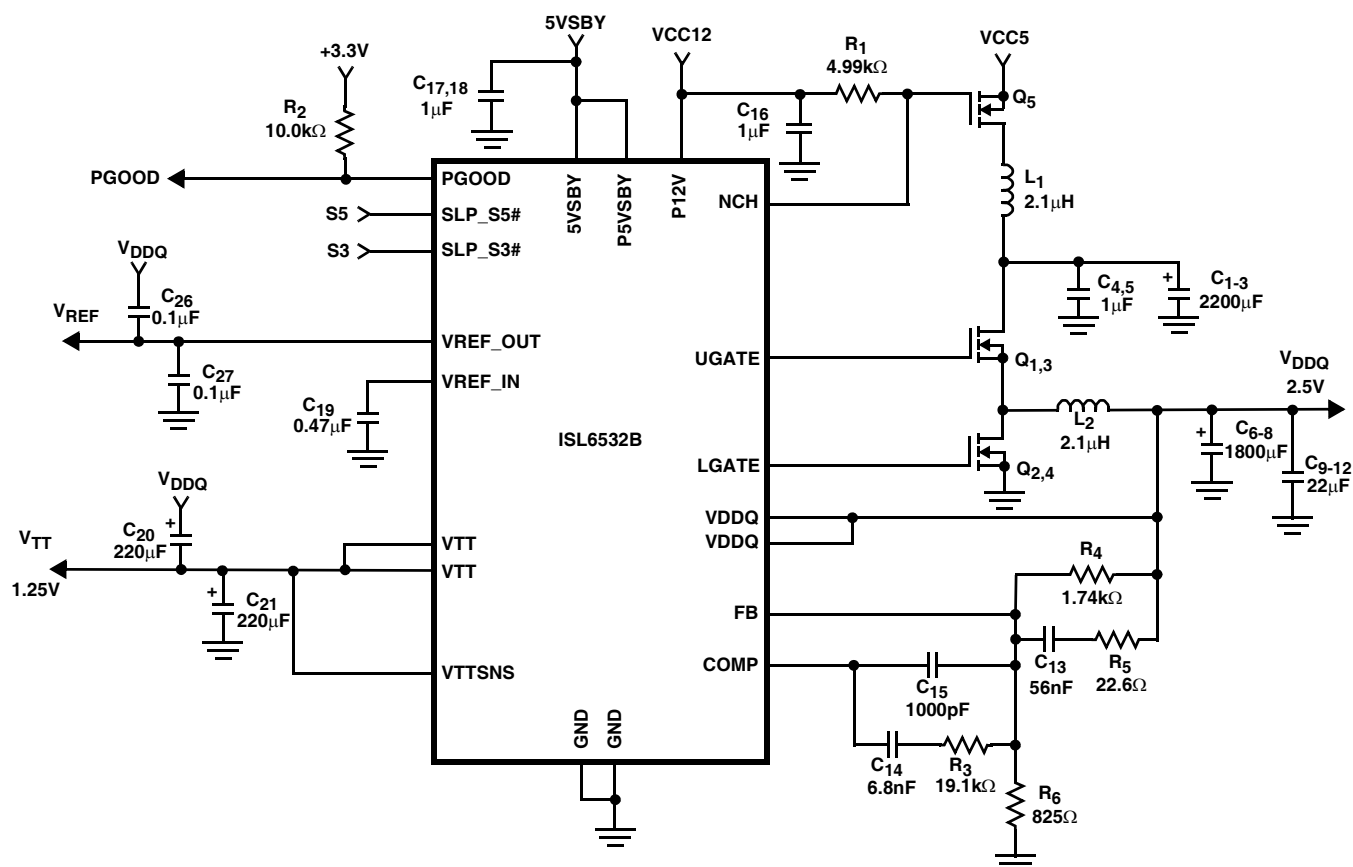 5VSBY
VCC12
VCC5
+3.3V
R1
4.99kΩ
C17,18
1μF
Q5
R2
10.0kΩ
C16
1μF
L1
2.1μH
PGOOD
PGOOD
5VSBY
P5VSBY
P12V
NCH
S5
SLP_S5#
S3
SLP_S3#
VDDQ
C4,5
1μF
+
C1-3
2200μF
C26
0.1μF
VREF
VREF_OUT
UGATE
Q1,3
VDDQ
2.5V
C27
0.1μF
VREF_IN
C19
0.47μF
ISL6532B
L2
2.1μH
+
C6-8
1800μF
C9-12
22μF
LGATE
Q2,4
VDDQ
+
C20
220μF
VDDQ
VDDQ
VTT
1.25V
VTT
VTT
R4
1.74kΩ
+
C21
220μF
FB
C13
56nF
R5
22.6Ω
COMP
VTTSNS
C15
1000pF
GND
GND
C14
6.8nF
R3
19.1kΩ
R6
825Ω